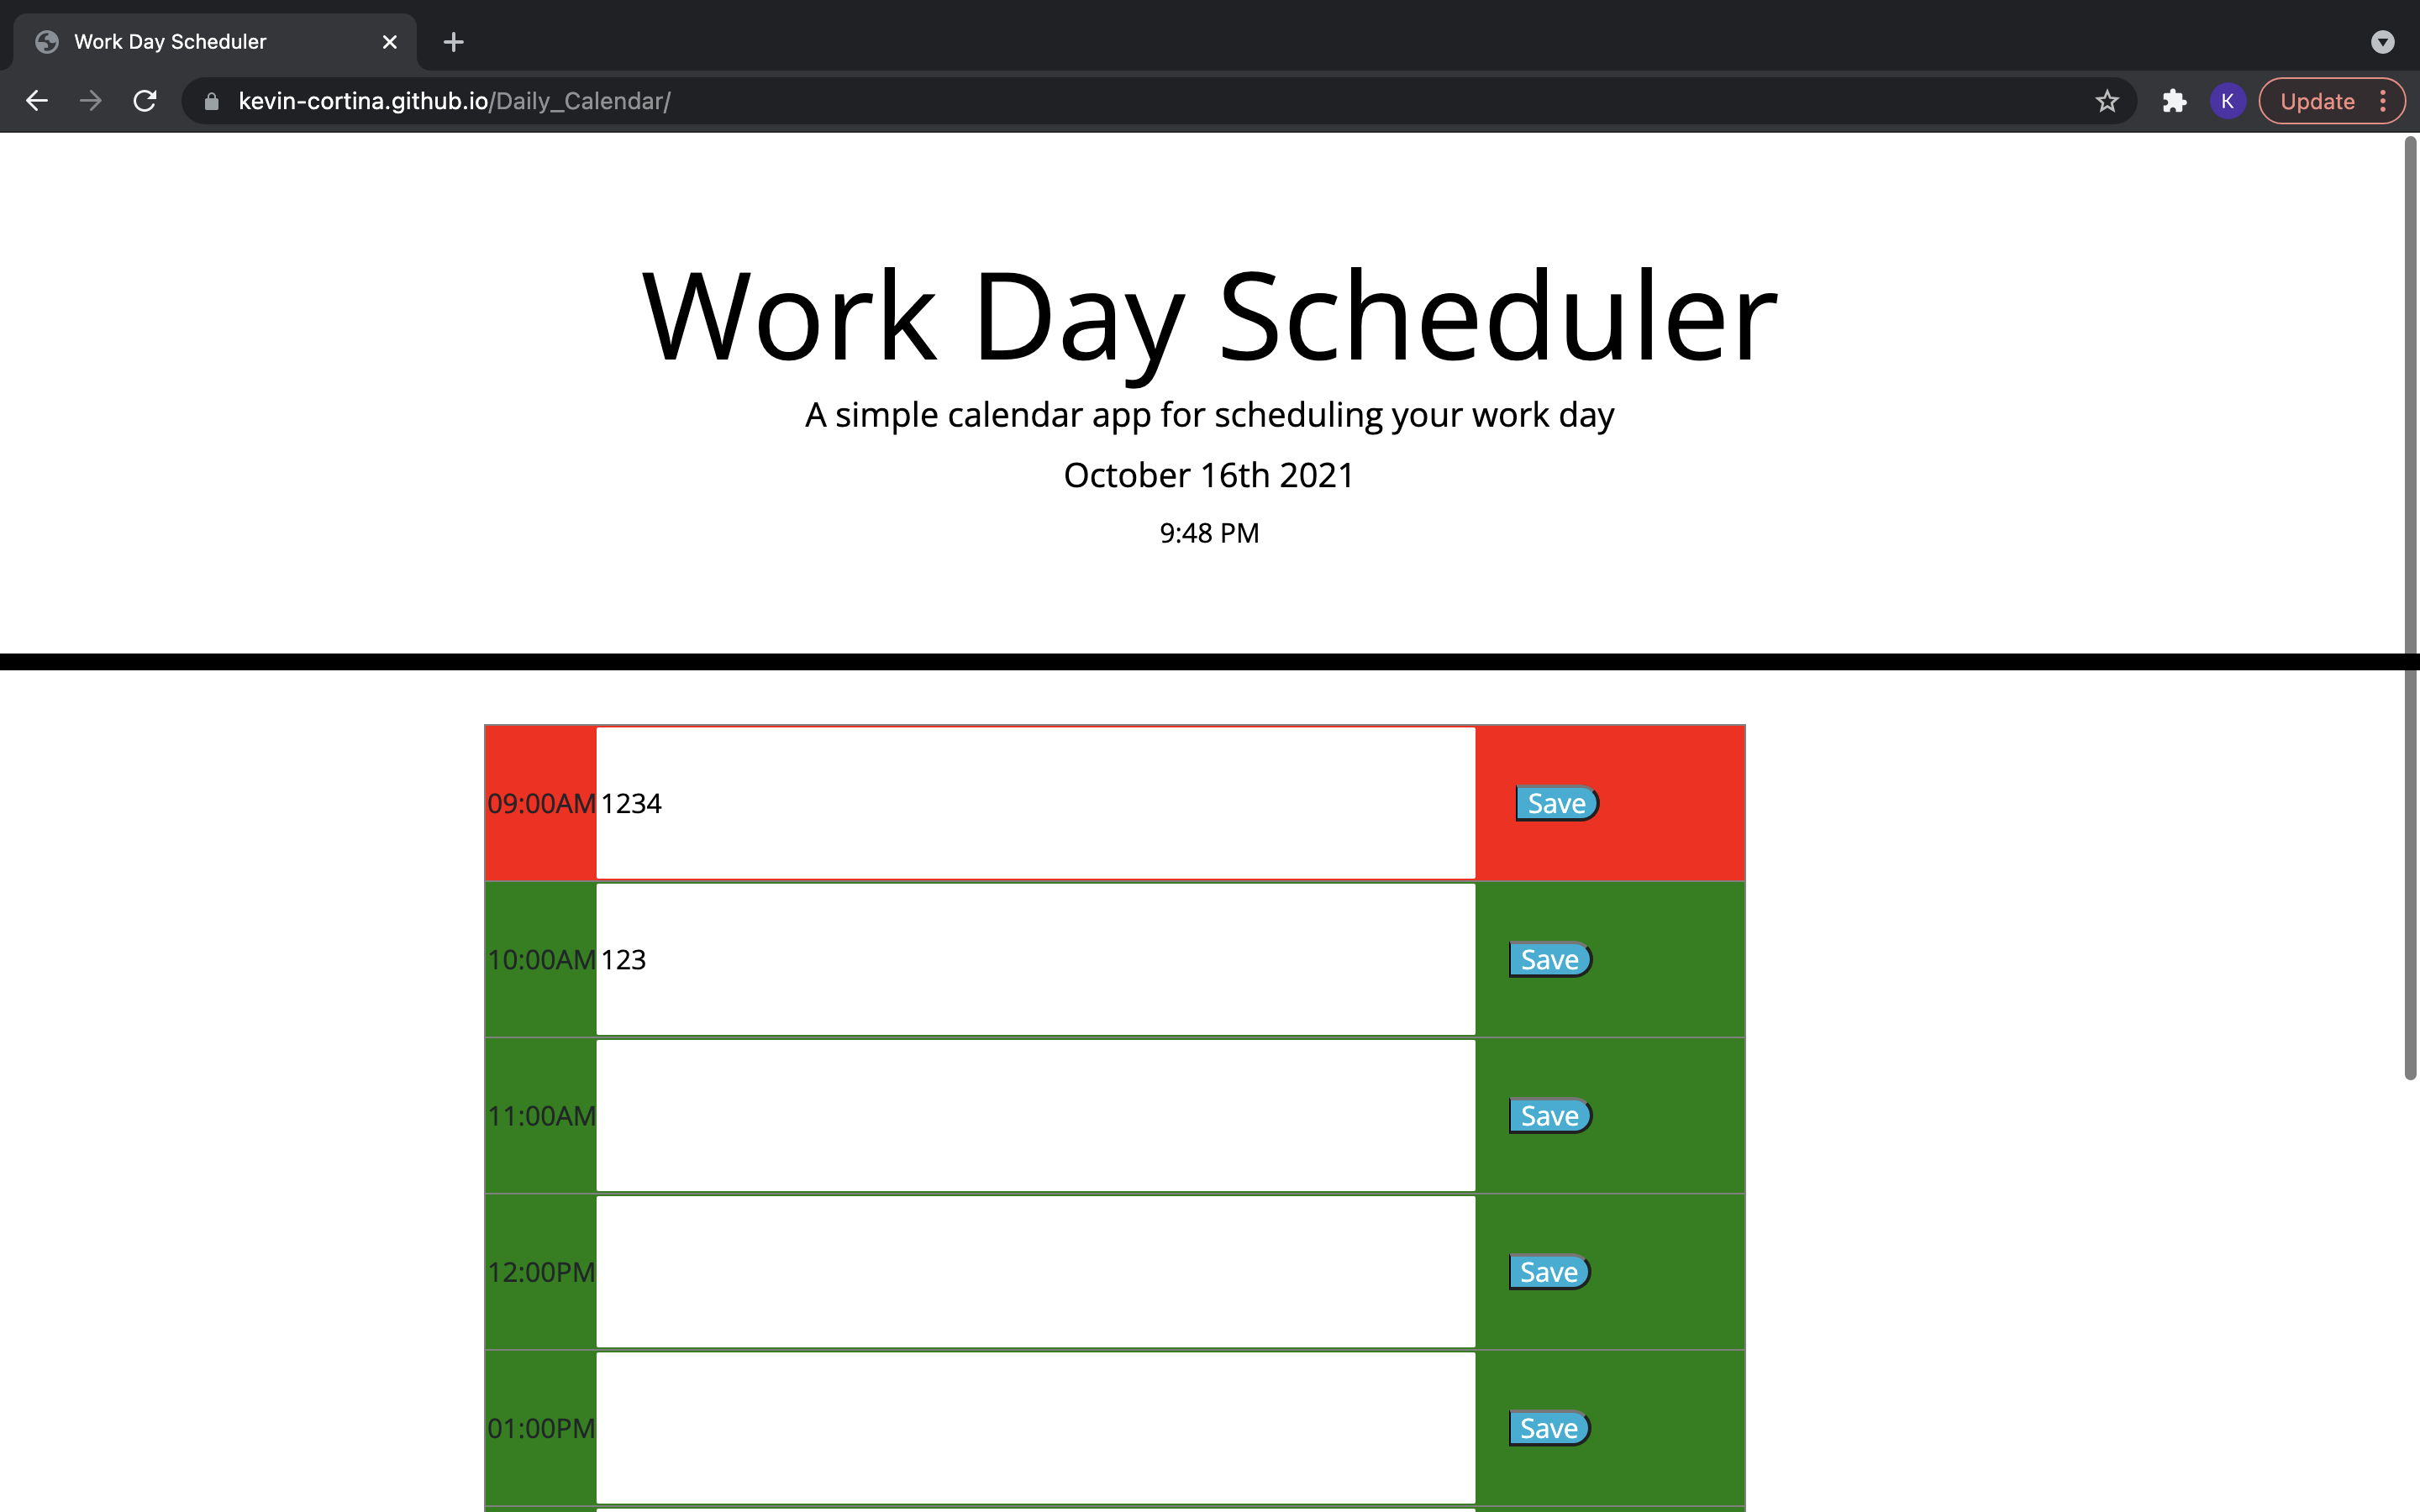 Work Day Scheduler
kevin-cortina.github.io/Daily_Calendar/
K
Update
Work Day Scheduler
A simple calendar app for scheduling your work day
October 16th 2021
9:48 PM
09:00AM 1234 Save
10:00AM 123 Save
11:00AM Save
12:00PM Save
01:00PM Save